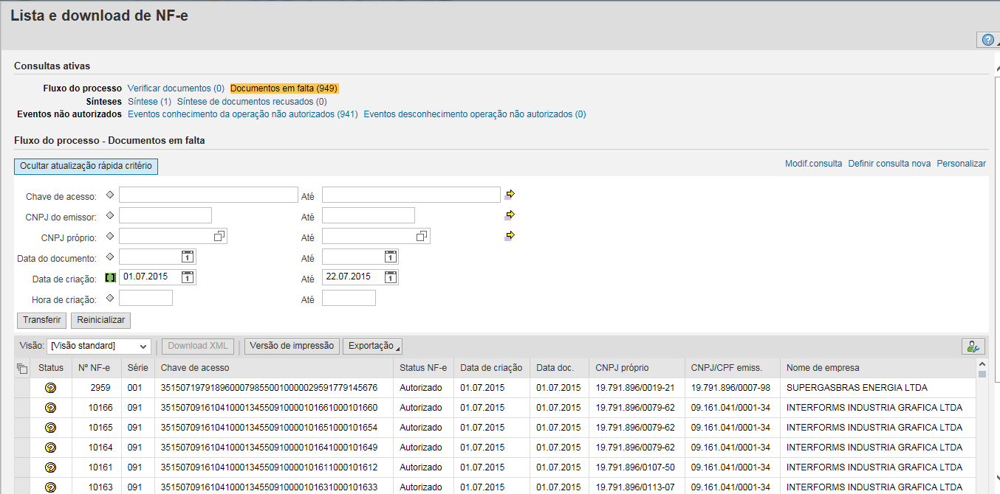 Lista e download de NF-e
Consultas ativas
Fluxo do processo Verificar documentos (0) Documentos em falta (949)
Sínteses Síntese (1) Síntese de documentos recusados (0)
Eventos não autorizados Eventos conhecimento da operação não autorizados (941) Eventos desconhecimento operação não autorizados (0)
Fluxo do processo - Documentos em falta
Ocultar atualização rápida critério Modif.consulta Definir consulta nova Personalizar
Chave de acesso: Até
CNPJ do emissor: Até
CNPJ próprio: Até
Data do documento: Até
Data de criação: 01.07.2015 Até 22.07.2015
Hora de criação: Até
Transferir Reinicializar
Visão: [Visão standard] Download XML Versão de impressão Exportação
Status Nº NF-e Série Chave de acesso Status NF-e Data de criação Data doc. CNPJ próprio CNPJ/CPF emiss. Nome de empresa
2959 001 35150719791896000798550010000029591779145676 Autorizado 01.07.2015 01.07.2015 19.791.896/0019-21 19.791.896/0007-98 SUPERGASBRAS ENERGIA LTDA
10166 091 35150709161041000134550910000101661000101660 Autorizado 01.07.2015 01.07.2015 19.791.896/0079-62 09.161.041/0001-34 INTERFORMS INDUSTRIA GRAFICA LTDA
10165 091 35150709161041000134550910000101651000101654 Autorizado 01.07.2015 01.07.2015 19.791.896/0079-62 09.161.041/0001-34 INTERFORMS INDUSTRIA GRAFICA LTDA
10164 091 35150709161041000134550910000101641000101649 Autorizado 01.07.2015 01.07.2015 19.791.896/0079-62 09.161.041/0001-34 INTERFORMS INDUSTRIA GRAFICA LTDA
10161 091 35150709161041000134550910000101611000101612 Autorizado 01.07.2015 01.07.2015 19.791.896/0107-50 09.161.041/0001-34 INTERFORMS INDUSTRIA GRAFICA LTDA
10163 091 35150709161041000134550910000101631000101633 Autorizado 01.07.2015 01.07.2015 19.791.896/0113-07 09.161.041/0001-34 INTERFORMS INDUSTRIA GRAFICA LTDA